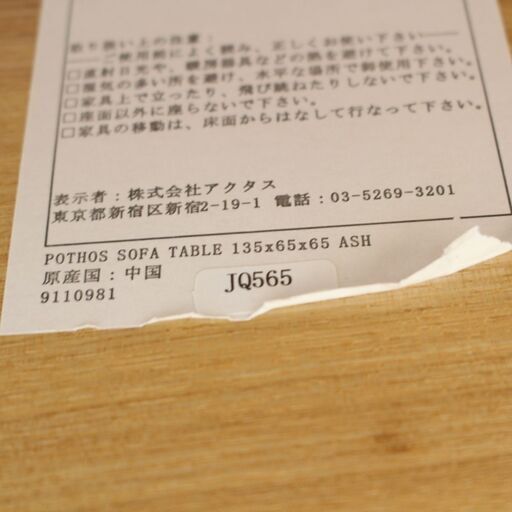 取り扱い上の注意：
ご使用前によく読み、正しくお使い下さい
□直射日光や、暖房器具などの熱を避けて下さい。
□湿気の多い所を避け、水平な場所で御使用下さい。
□家具上で立ったり、飛び跳ねたりしないで下さい。
□座面以外に座らないで下さい。
□家具の移動は、床面からはなして行なって下さい。
表示者：株式会社アクタス
東京都新宿区新宿2-19-1 電話：03-5269-3201
POTHOS SOFA TABLE 135x65x65 ASH
原産国：中国
9110981
JQ565